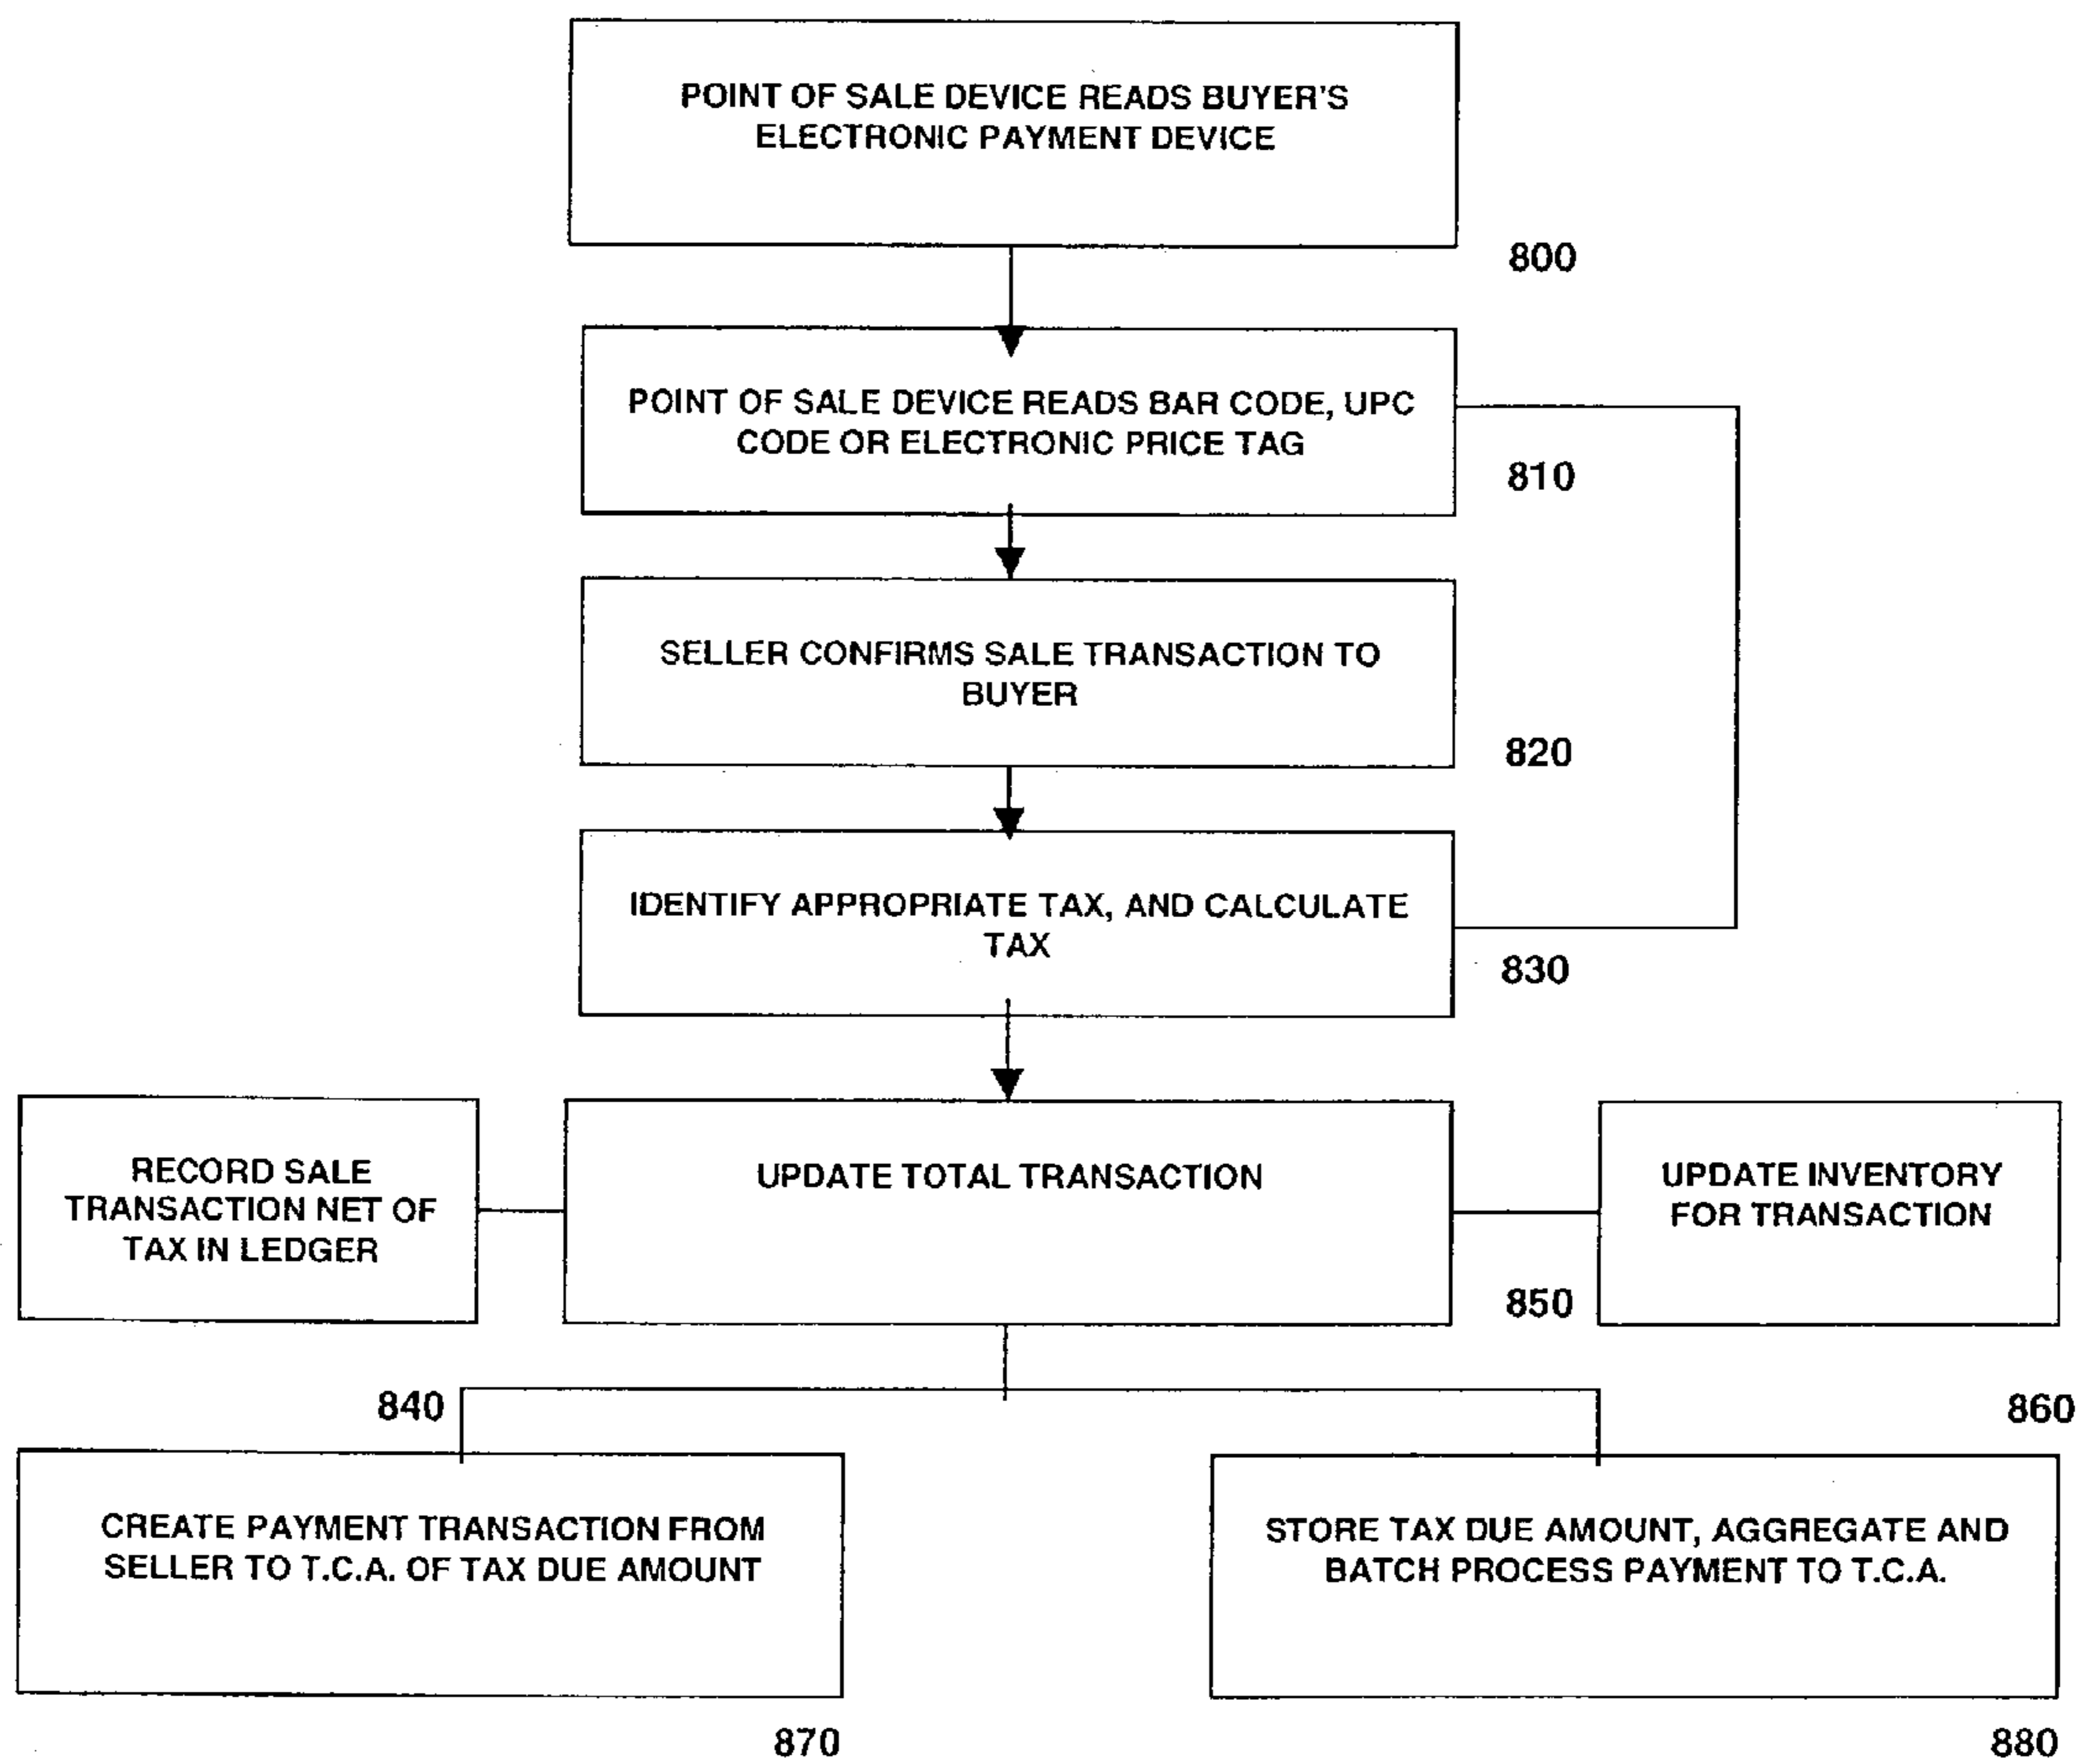 POINT OF SALE DEVICE READS BUYER'S
ELECTRONIC PAYMENT DEVICE
800
POINT OF SALE DEVICE READS BAR CODE, UPC
CODE OR ELECTRONIC PRICE TAG
810
SELLER CONFIRMS SALE TRANSACTION TO
BUYER
820
IDENTIFY APPROPRIATE TAX, AND CALCULATE
TAX
830
RECORD SALE
TRANSACTION NET OF
TAX IN LEDGER
840
UPDATE TOTAL TRANSACTION
850
UPDATE INVENTORY
FOR TRANSACTION
860
CREATE PAYMENT TRANSACTION FROM
SELLER TO T.C.A. OF TAX DUE AMOUNT
870
STORE TAX DUE AMOUNT, AGGREGATE AND
BATCH PROCESS PAYMENT TO T.C.A.
880